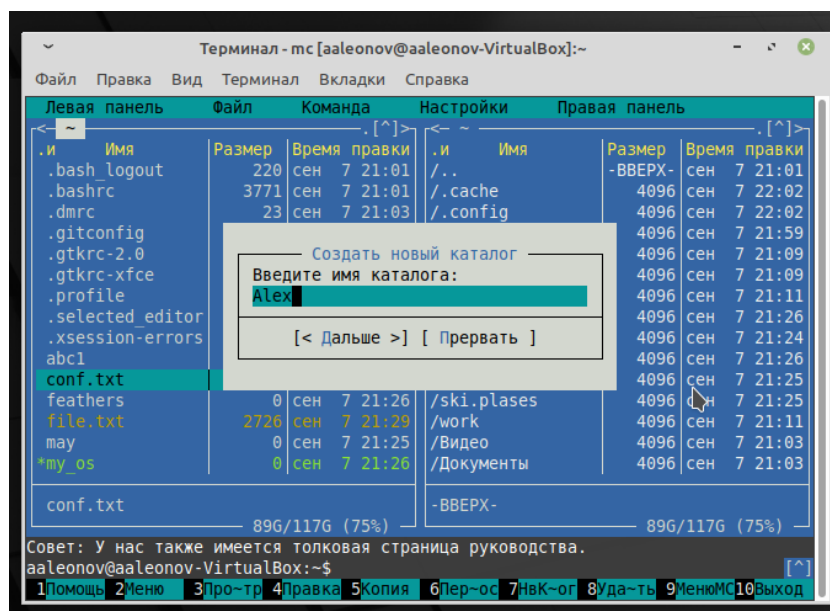 Терминал - mc [aaleonov@aaleonov-VirtualBox]:~
Файл Правка Вид Терминал Вкладки Справка
Левая панель Файл Команда Настройки Правая панель
<— ~ .[^]> <— ~ .[^]>
.и Имя Размер Время правки .и Имя Размер Время правки
.bash_logout 220 сен 7 21:01 /.. -ВВЕРХ- сен 7 21:01
.bashrc 3771 сен 7 21:01 /.cache 4096 сен 7 22:02
.dmrc 23 сен 7 21:03 /.config 4096 сен 7 22:02
.gitconfig 4096 сен 7 21:59
.gtkrc-2.0 4096 сен 7 21:09
.gtkrc-xfce 4096 сен 7 21:09
.profile 4096 сен 7 21:11
.selected_editor 4096 сен 7 21:26
.xsession-errors 4096 сен 7 21:24
abc1 4096 сен 7 21:26
conf.txt 4096 сен 7 21:25
Создать новый каталог
Введите имя каталога:
Alex
[< Дальше >] [ Прервать ]
feathers 0 сен 7 21:26 /ski.plases 4096 сен 7 21:25
file.txt 2726 сен 7 21:29 /work 4096 сен 7 21:11
may 0 сен 7 21:25 /Видео 4096 сен 7 21:03
*my_os 0 сен 7 21:26 /Документы 4096 сен 7 21:03
conf.txt -ВВЕРХ-
89G/117G (75%) 89G/117G (75%)
Совет: У нас также имеется толковая страница руководства.
aaleonov@aaleonov-VirtualBox:~$ [^]
1Помощь 2Меню 3Про~тр 4Правка 5Копия 6Пер~ос 7НвК~ог 8Уда~ть 9МенюМС 10Выход